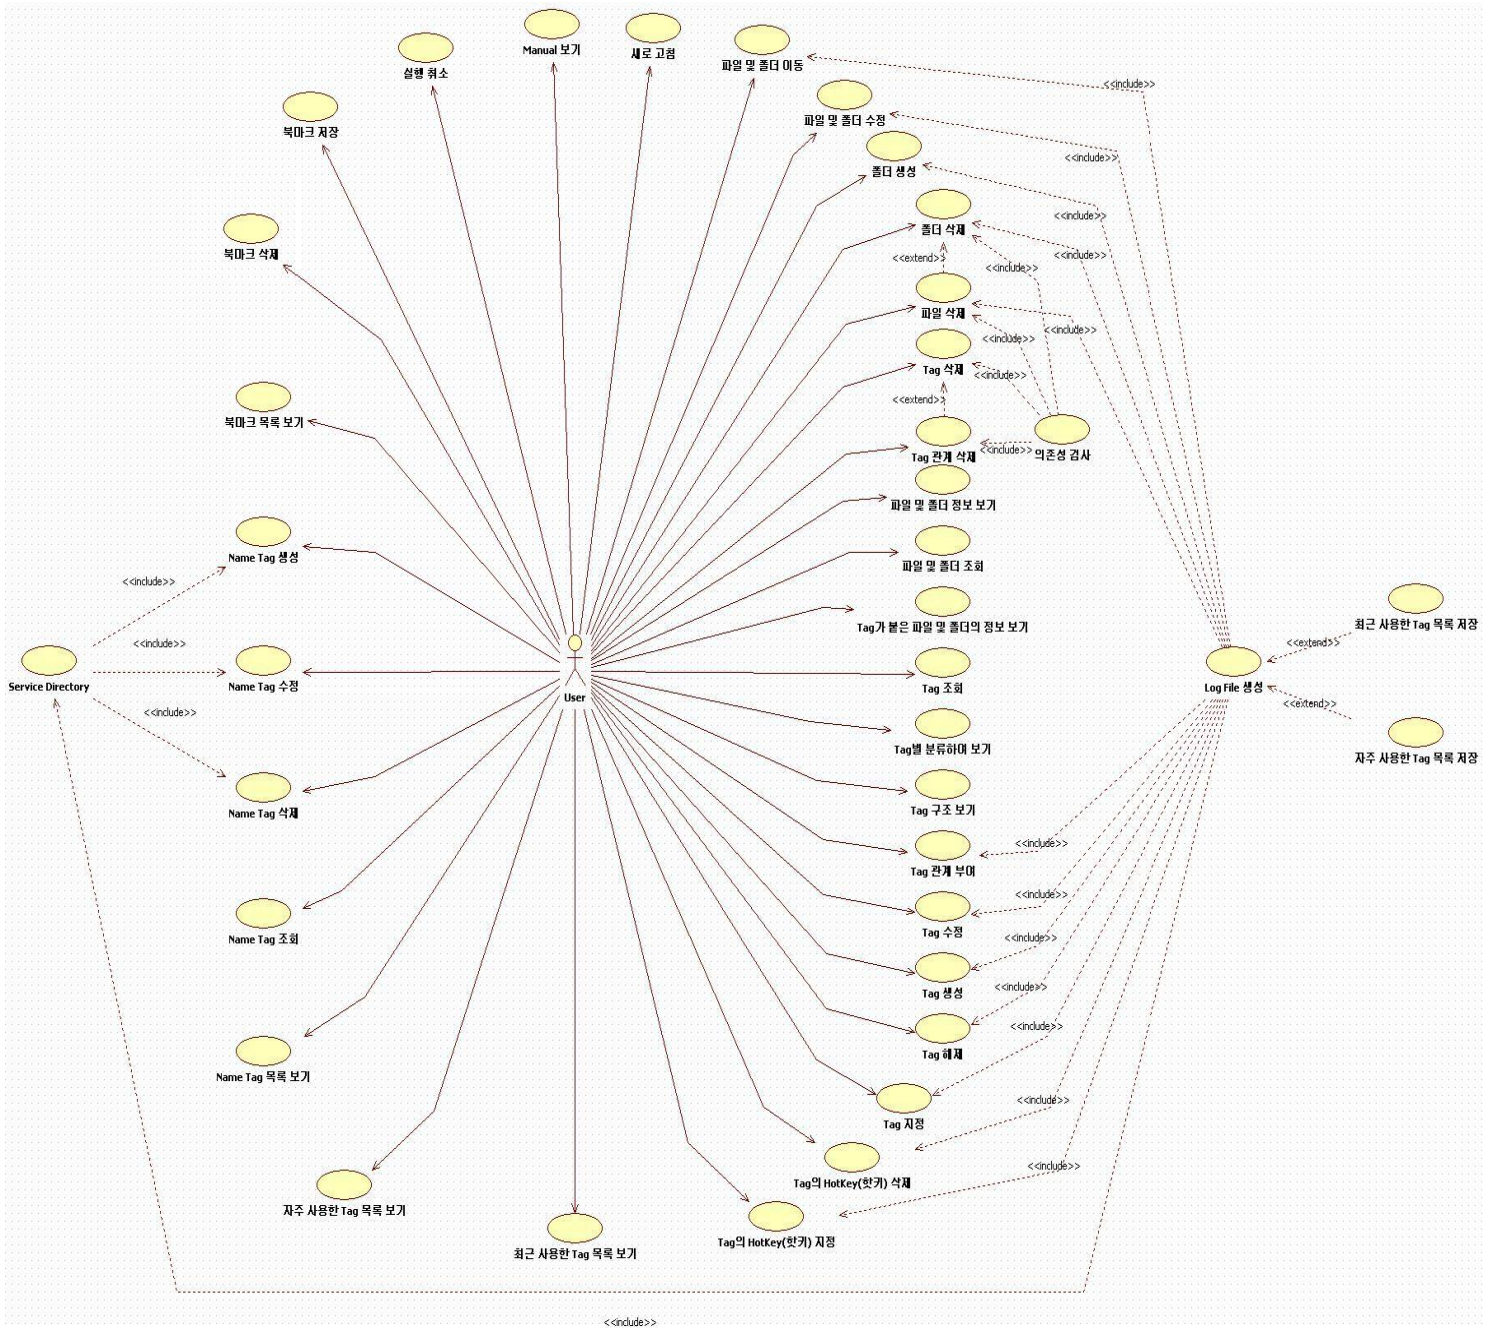 Manual 보기
새로 고침
파일 및 폴더 이동
실행 취소
<<include>>
파일 및 폴더 수정
북마크 저장
<<include>>
폴더 생성
<<include>>
폴더 삭제
북마크 삭제
<<extend>>
<<include>>
<<include>>
파일 삭제
<<include>>
<<include>>
Tag 삭제
<<include>>
<<extend>>
북마크 목록 보기
Tag 관계 삭제
<<include>>
의존성 검사
파일 및 폴더 정보 보기
Name Tag 생성
파일 및 폴더 조회
<<include>>
Tag가 붙은 파일 및 폴더의 정보 보기
최근 사용한 Tag 목록 저장
<<include>>
<<extend>>
Service Directory
Name Tag 수정
User
Tag 조회
Log File 생성
<<include>>
<<extend>>
Tag별 분류하여 보기
자주 사용한 Tag 목록 저장
Name Tag 삭제
Tag 구조 보기
<<include>>
Tag 관계 부여
<<include>>
Name Tag 조회
Tag 수정
<<include>>
<<include>>
Tag 생성
<<include>>
Tag 해제
Name Tag 목록 보기
<<include>>
Tag 지정
<<include>>
Tag의 HotKey(핫키) 삭제
자주 사용한 Tag 목록 보기
Tag의 HotKey(핫키) 지정
최근 사용한 Tag 목록 보기
<<include>>